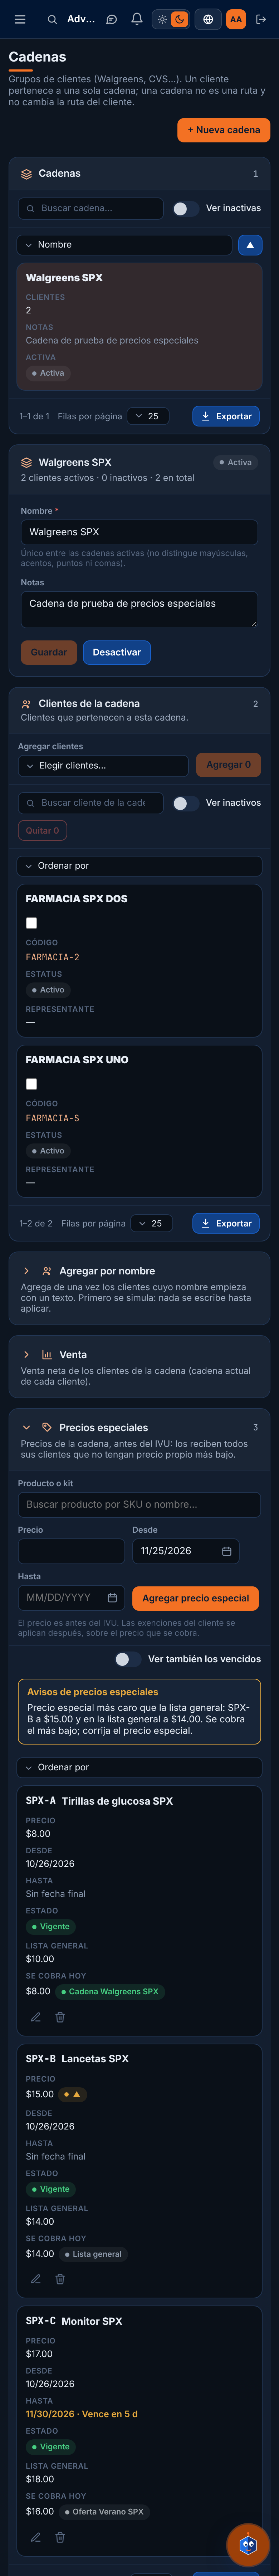 Adv...
AA
Cadenas
Grupos de clientes (Walgreens, CVS...). Un cliente
pertenece a una sola cadena; una cadena no es una ruta y
no cambia la ruta del cliente.
+ Nueva cadena
Cadenas 1
Buscar cadena... Ver inactivas
Nombre ▲
Walgreens SPX
CLIENTES
2
NOTAS
Cadena de prueba de precios especiales
ACTIVA
Activa
1–1 de 1 Filas por página 25 Exportar
Walgreens SPX Activa
2 clientes activos · 0 inactivos · 2 en total
Nombre *
Walgreens SPX
Único entre las cadenas activas (no distingue mayúsculas,
acentos, puntos ni comas).
Notas
Cadena de prueba de precios especiales
Guardar Desactivar
Clientes de la cadena 2
Clientes que pertenecen a esta cadena.
Agregar clientes
Elegir clientes... Agregar 0
Buscar cliente de la cade Ver inactivos
Quitar 0
Ordenar por
FARMACIA SPX DOS
CÓDIGO
FARMACIA-2
ESTATUS
Activo
REPRESENTANTE
—
FARMACIA SPX UNO
CÓDIGO
FARMACIA-S
ESTATUS
Activo
REPRESENTANTE
—
1–2 de 2 Filas por página 25 Exportar
Agregar por nombre
Agrega de una vez los clientes cuyo nombre empieza
con un texto. Primero se simula: nada se escribe hasta
aplicar.
Venta
Venta neta de los clientes de la cadena (cadena actual
de cada cliente).
Precios especiales 3
Precios de la cadena, antes del IVU: los reciben todos
sus clientes que no tengan precio propio más bajo.
Producto o kit
Buscar producto por SKU o nombre...
Precio Desde
11/25/2026
Hasta
MM/DD/YYYY Agregar precio especial
El precio es antes del IVU. Las exenciones del cliente se
aplican después, sobre el precio que se cobra.
Ver también los vencidos
Avisos de precios especiales
Precio especial más caro que la lista general: SPX-
B a $15.00 y en la lista general a $14.00. Se cobra
el más bajo; corrija el precio especial.
Ordenar por
SPX-A Tirillas de glucosa SPX
PRECIO
$8.00
DESDE
10/26/2026
HASTA
Sin fecha final
ESTADO
Vigente
LISTA GENERAL
$10.00
SE COBRA HOY
$8.00 Cadena Walgreens SPX
SPX-B Lancetas SPX
PRECIO
$15.00 ▲
DESDE
10/26/2026
HASTA
Sin fecha final
ESTADO
Vigente
LISTA GENERAL
$14.00
SE COBRA HOY
$14.00 Lista general
SPX-C Monitor SPX
PRECIO
$17.00
DESDE
10/26/2026
HASTA
11/30/2026 · Vence en 5 d
ESTADO
Vigente
LISTA GENERAL
$18.00
SE COBRA HOY
$16.00 Oferta Verano SPX